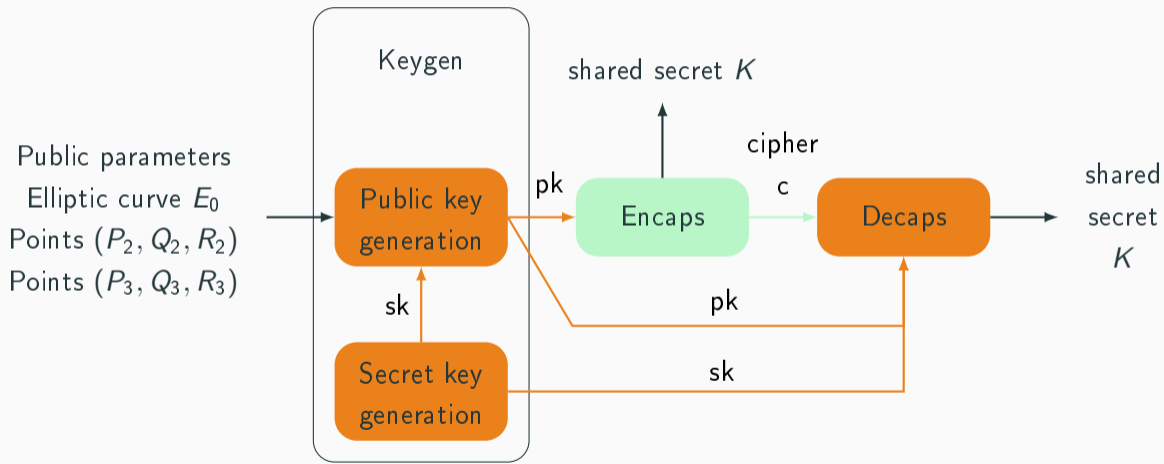 Keygen
Public parameters
Elliptic curve E₀
Points (P₂, Q₂, R₂)
Points (P₃, Q₃, R₃)
Public key
generation
sk
Secret key
generation
pk
shared secret K
Encaps
cipher
c
Decaps
pk
sk
shared
secret
K